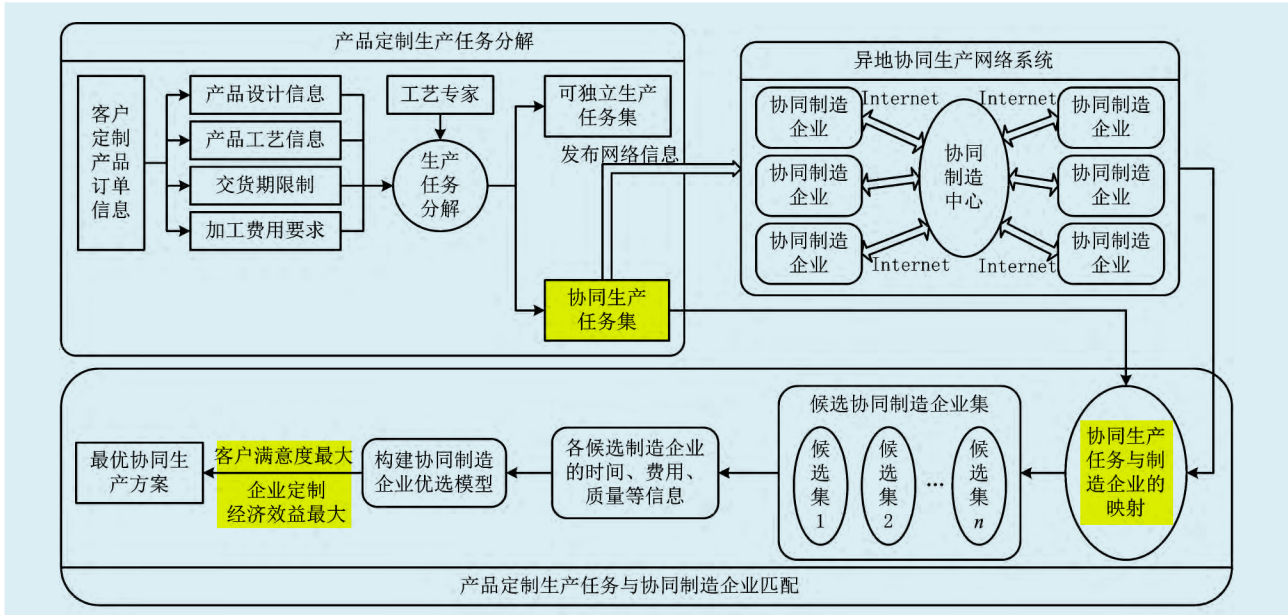 产品定制生产任务分解
客户
定制
产品
订单
信息
产品设计信息
产品工艺信息
交货期限制
加工费用要求
工艺专家
生产
任务
分解
可独立生产
任务集
发布网络信息
协同生产
任务集
异地协同生产网络系统
协同制造
企业
协同制造
企业
协同制造
企业
Internet
Internet
协同
制造
中心
Internet
Internet
协同制造
企业
协同制造
企业
协同制造
企业
协同生产
任务与制
造企业的
映射
候选协同制造企业集
候选集1
候选集2
…
候选集n
各候选制造企业
的时间、费用、
质量等信息
构建协同制造
企业优选模型
客户满意度最大
企业定制
经济效益最大
最优协同生
产方案
产品定制生产任务与协同制造企业匹配